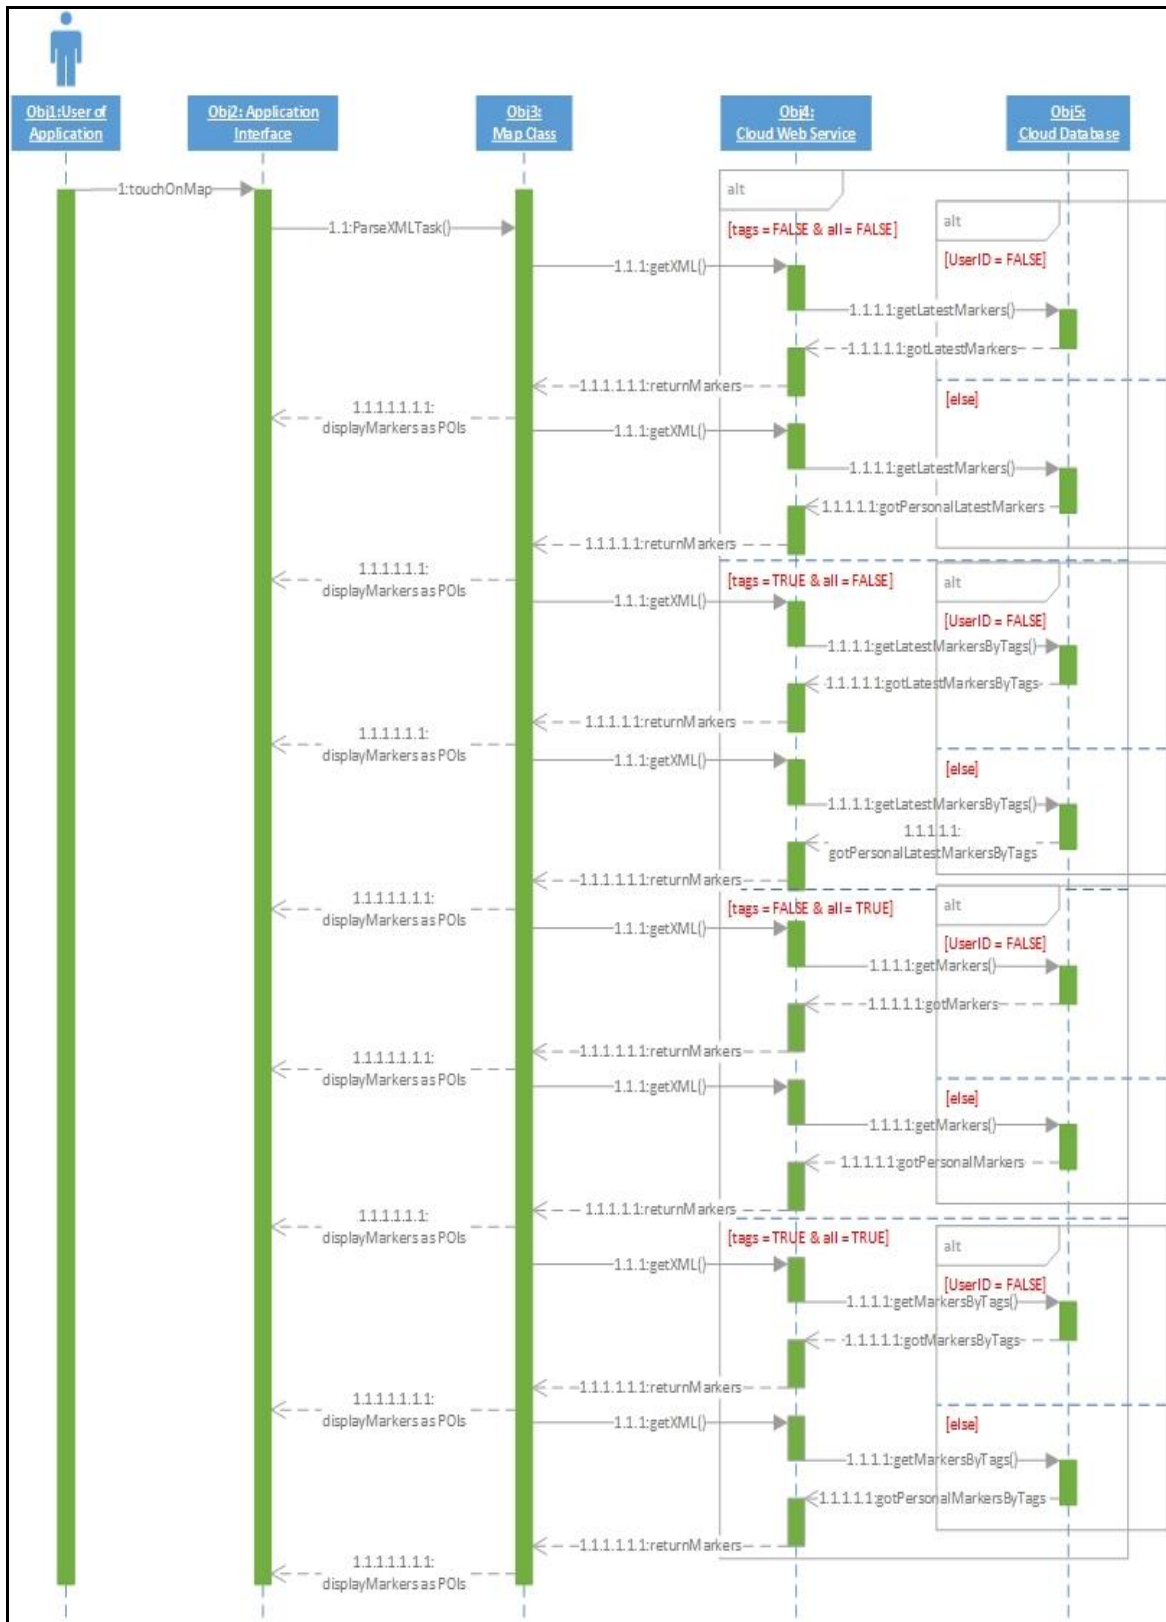 Obj1:User of
Application
Obj2: Application
Interface
Obj3:
Map Class
Obj4:
Cloud Web Service
Obj5:
Cloud Database
1:touchOnMap
alt
alt
[tags = FALSE & all = FALSE]
1.1:ParseXMLTask()
[UserID = FALSE]
1.1.1:getXML()
1.1.1.1:getLatestMarkers()
1.1.1.1.1:gotLatestMarkers
1.1.1.1.1.1:returnMarkers
[else]
1.1.1.1.1.1.1:
displayMarkers as POIs
1.1.1:getXML()
1.1.1.1:getLatestMarkers()
1.1.1.1.1:gotPersonalLatestMarkers
1.1.1.1.1:returnMarkers
1.1.1.1.1.1:
displayMarkers as POIs
[tags = TRUE & all = FALSE]
alt
1.1.1:getXML()
[UserID = FALSE]
1.1.1.1:getLatestMarkersByTags()
1.1.1.1.1:gotLatestMarkersByTags
1.1.1.1.1:returnMarkers
1.1.1.1.1.1:
displayMarkers as POIs
1.1.1:getXML()
[else]
1.1.1.1:getLatestMarkersByTags()
1.1.1.1.1:
gotPersonalLatestMarkersByTags
1.1.1.1.1.1:returnMarkers
1.1.1.1.1.1.1:
displayMarkers as POIs
[tags = FALSE & all = TRUE]
alt
1.1.1:getXML()
[UserID = FALSE]
1.1.1.1:getMarkers()
1.1.1.1.1:gotMarkers
1.1.1.1.1.1:returnMarkers
1.1.1.1.1.1.1:
displayMarkers as POIs
1.1.1:getXML()
[else]
1.1.1.1:getMarkers()
1.1.1.1.1:gotPersonalMarkers
1.1.1.1.1:returnMarkers
1.1.1.1.1.1:
displayMarkers as POIs
[tags = TRUE & all = TRUE]
alt
1.1.1:getXML()
[UserID = FALSE]
1.1.1.1:getMarkersByTags()
1.1.1.1.1:gotMarkersByTags
1.1.1.1.1.1:returnMarkers
1.1.1.1.1.1.1:
displayMarkers as POIs
1.1.1:getXML()
[else]
1.1.1.1:getMarkersByTags()
1.1.1.1.1:gotPersonalMarkersByTags
1.1.1.1.1.1:returnMarkers
1.1.1.1.1.1.1:
displayMarkers as POIs